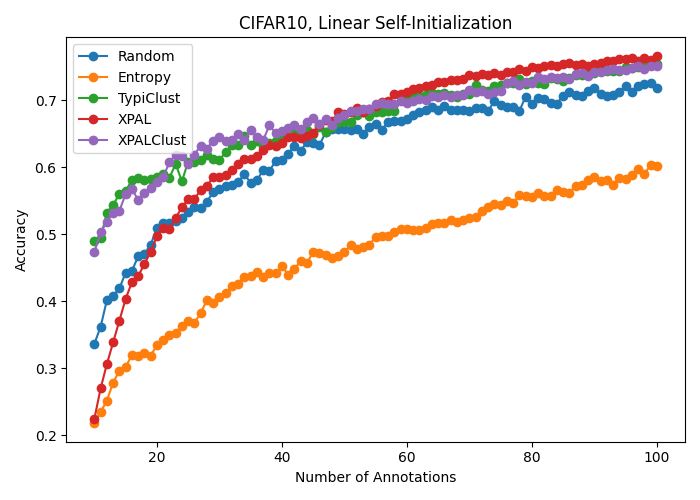 CIFAR10, Linear Self-Initialization
Random
Entropy
TypiClust
XPAL
XPALClust
Accuracy
0.7
0.6
0.5
0.4
0.3
0.2
20
40
60
80
100
Number of Annotations